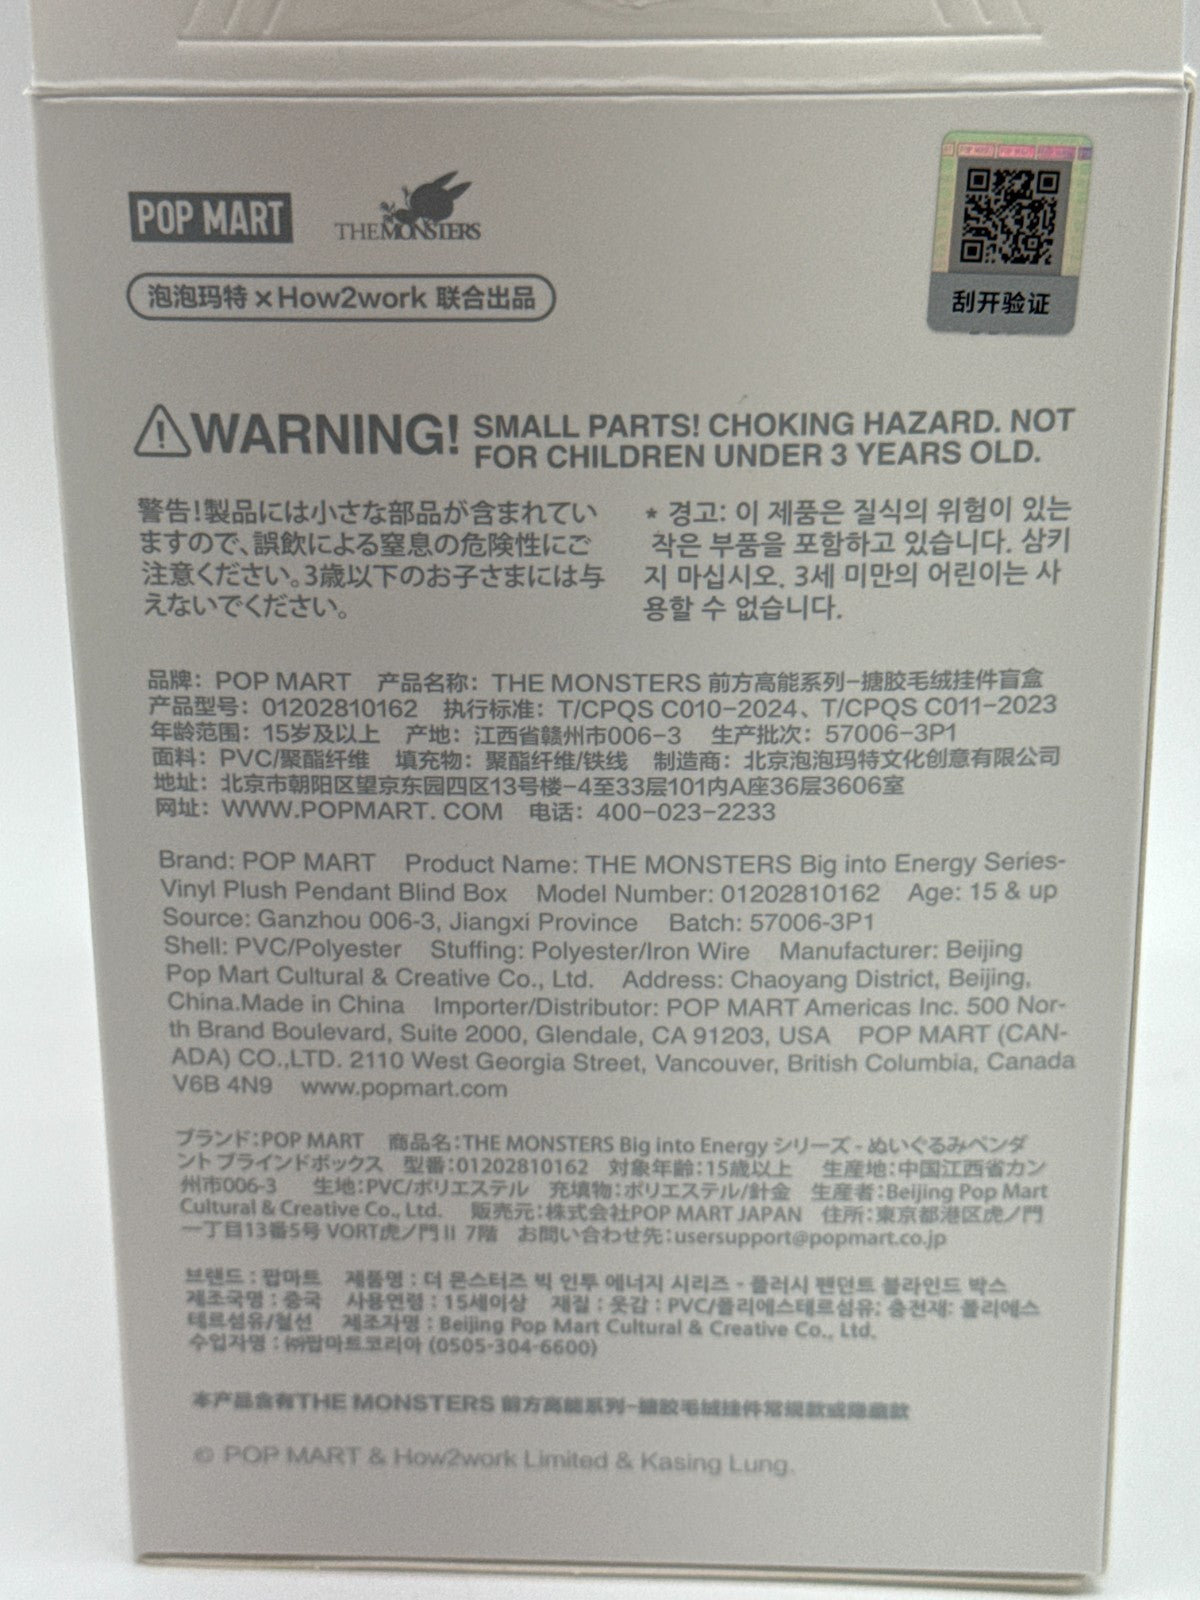 POP MART
THE MONSTERS
泡泡玛特 × How2work 联合出品
刮开验证
WARNING! SMALL PARTS! CHOKING HAZARD. NOT
FOR CHILDREN UNDER 3 YEARS OLD.
警告!製品には小さな部品が含まれてい
ますので、誤飲による窒息の危険性にご
注意ください。3歳以下のお子さまには与
えないでください。
* 경고: 이 제품은 질식의 위험이 있는
작은 부품을 포함하고 있습니다. 삼키
지 마십시오. 3세 미만의 어린이는 사
용할 수 없습니다.
品牌： POP MART 产品名称： THE MONSTERS 前方高能系列-搪胶毛绒挂件盲盒
产品型号： 01202810162 执行标准： T/CPQS C010-2024、T/CPQS C011-2023
年龄范围： 15岁及以上 产地： 江西省赣州市006-3 生产批次： 57006-3P1
面料： PVC/聚酯纤维 填充物： 聚酯纤维/铁线 制造商： 北京泡泡玛特文化创意有限公司
地址： 北京市朝阳区望京东园四区13号楼-4至33层101内A座36层3606室
网址： WWW.POPMART. COM 电话： 400-023-2233
Brand: POP MART Product Name: THE MONSTERS Big into Energy Series-
Vinyl Plush Pendant Blind Box Model Number: 01202810162 Age: 15 & up
Source: Ganzhou 006-3, Jiangxi Province Batch: 57006-3P1
Shell: PVC/Polyester Stuffing: Polyester/Iron Wire Manufacturer: Beijing
Pop Mart Cultural & Creative Co., Ltd. Address: Chaoyang District, Beijing,
China.Made in China Importer/Distributor: POP MART Americas Inc. 500 Nor-
th Brand Boulevard, Suite 2000, Glendale, CA 91203, USA POP MART (CAN-
ADA) CO.,LTD. 2110 West Georgia Street, Vancouver, British Columbia, Canada
V6B 4N9 www.popmart.com
ブランド：POP MART 商品名：THE MONSTERS Big into Energy シリーズ - ぬいぐるみペンダ
ント ブラインドボックス 型番：01202810162 対象年齢：15歳以上 生産地：中国江西省カン
州市006-3 生地：PVC/ポリエステル 充填物：ポリエステル/針金 生産者：Beijing Pop Mart
Cultural & Creative Co., Ltd. 販売元：株式会社POP MART JAPAN 住所：東京都港区虎ノ門
一丁目13番5号 VORT虎ノ門 II 7階 お問い合わせ先：usersupport@popmart.co.jp
브랜드 : 팝마트 제품명 : 더 몬스터즈 빅 인투 에너지 시리즈 - 플러시 펜던트 블라인드 박스
제조국명 : 중국 사용연령 : 15세이상 재질 : 옷감 : PVC/폴리에스테르섬유; 충전재: 폴리에스
테르섬유/철선 제조자명 : Beijing Pop Mart Cultural & Creative Co., Ltd.
수입자명 : ㈜팝마트코리아 (0505-304-6600)
本产品含有THE MONSTERS 前方高能系列-搪胶毛绒挂件常规款或隐藏款
© POP MART & How2work Limited & Kasing Lung.